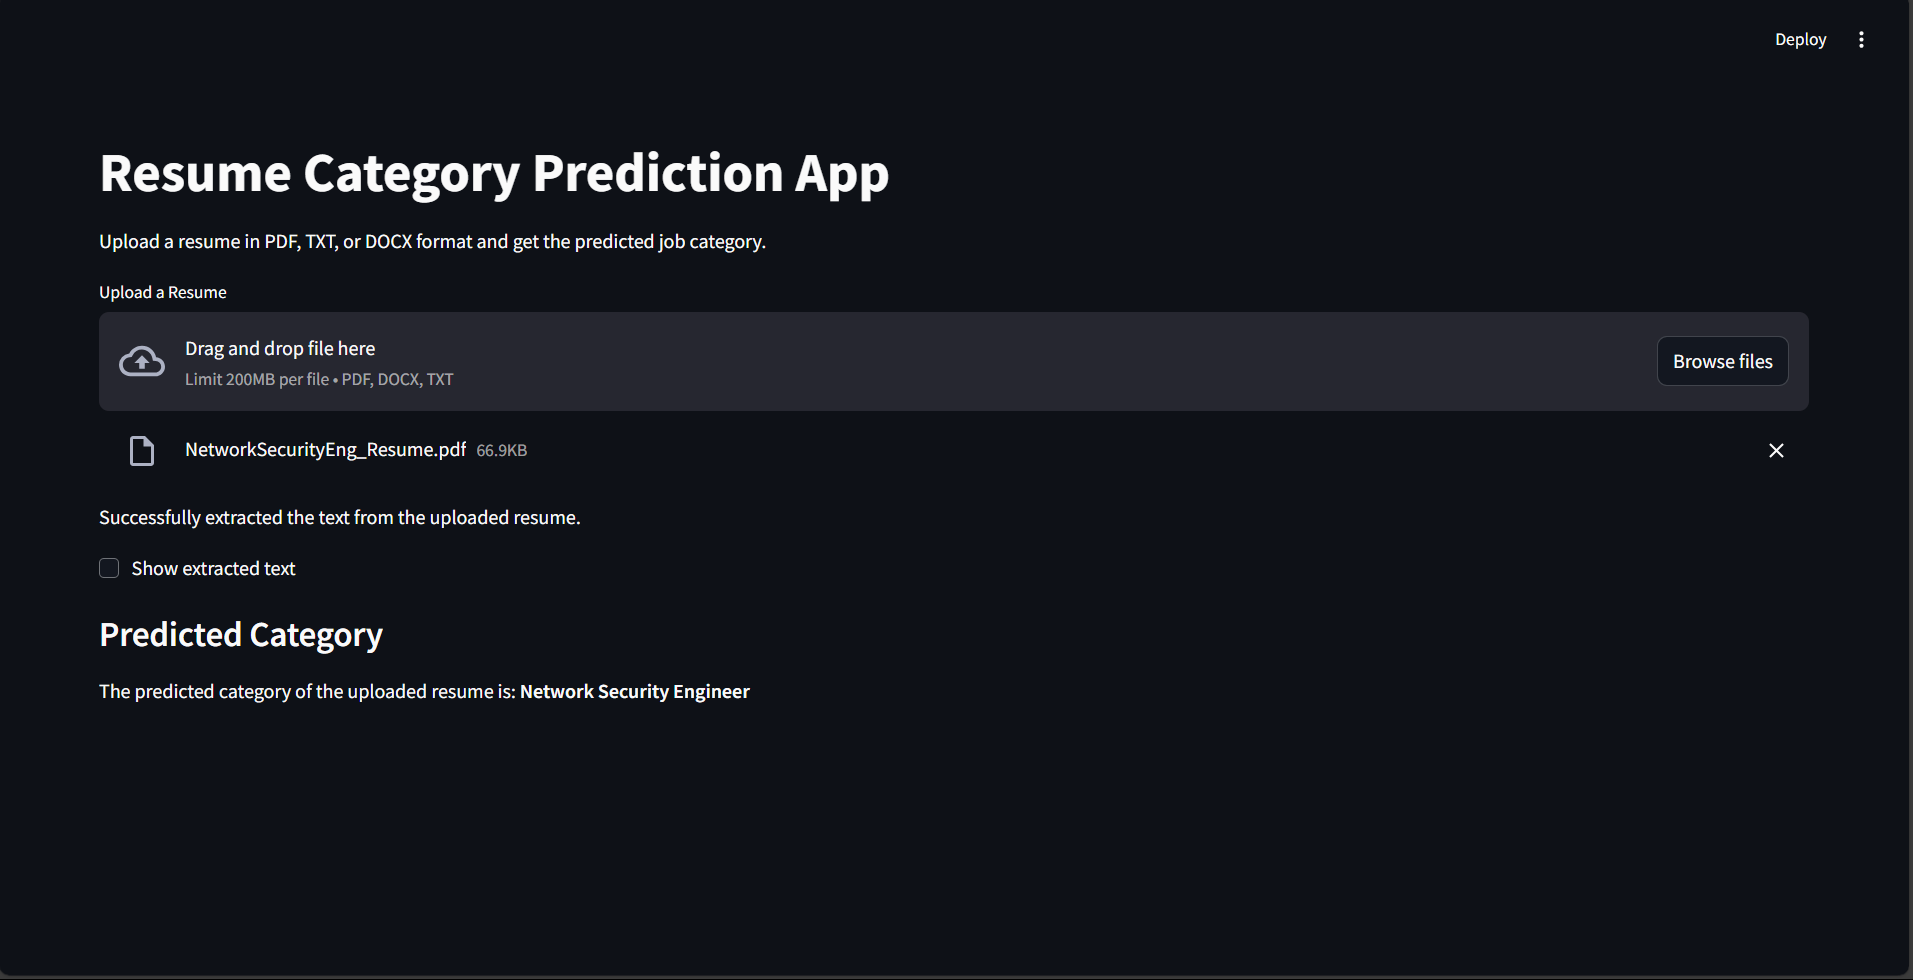 Deploy
Resume Category Prediction App
Upload a resume in PDF, TXT, or DOCX format and get the predicted job category.
Upload a Resume
Drag and drop file here
Limit 200MB per file • PDF, DOCX, TXT
Browse files
NetworkSecurityEng_Resume.pdf 66.9KB
Successfully extracted the text from the uploaded resume.
Show extracted text
Predicted Category
The predicted category of the uploaded resume is: Network Security Engineer